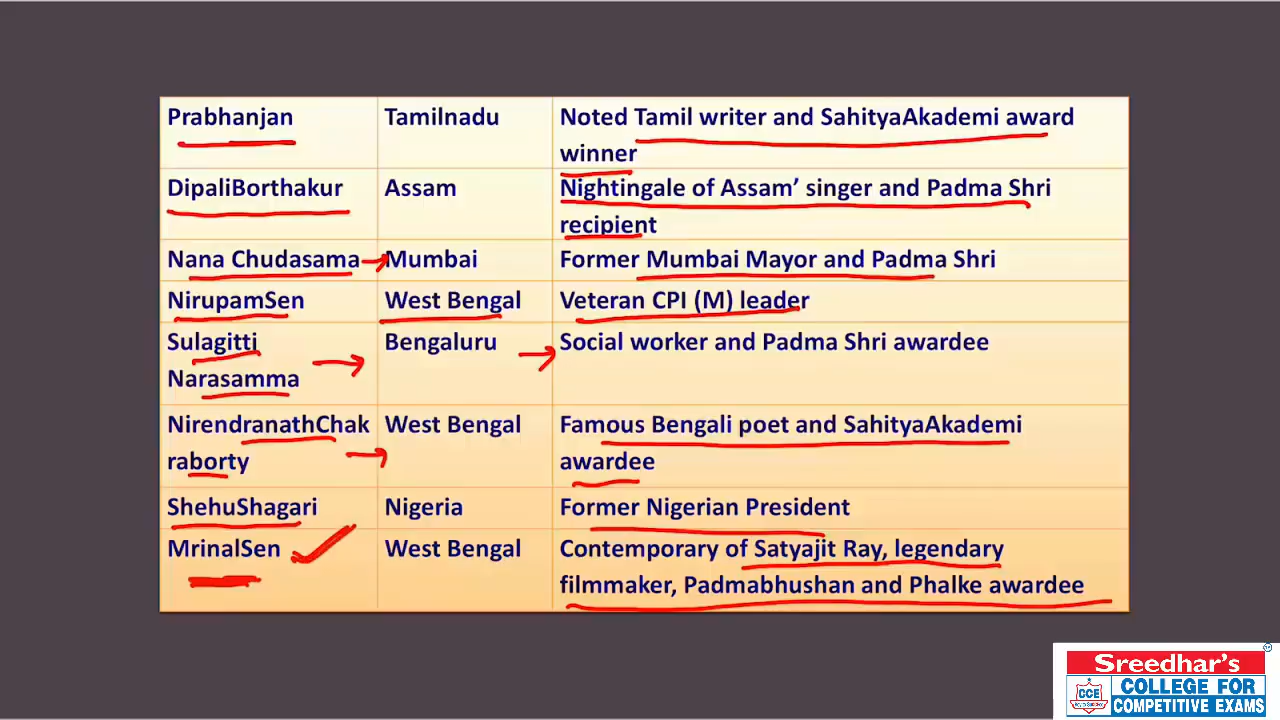 Prabhanjan Tamilnadu Noted Tamil writer and SahityaAkademi award
winner
DipaliBorthakur Assam Nightingale of Assam’ singer and Padma Shri
recipient
Nana Chudasama Mumbai Former Mumbai Mayor and Padma Shri
NirupamSen West Bengal Veteran CPI (M) leader
Sulagitti Bengaluru Social worker and Padma Shri awardee
Narasamma
NirendranathChak West Bengal Famous Bengali poet and SahityaAkademi
raborty awardee
ShehuShagari Nigeria Former Nigerian President
MrinalSen West Bengal Contemporary of Satyajit Ray, legendary
filmmaker, Padmabhushan and Phalke awardee
Sreedhar's
CCE
COLLEGE FOR
COMPETITIVE EXAMS